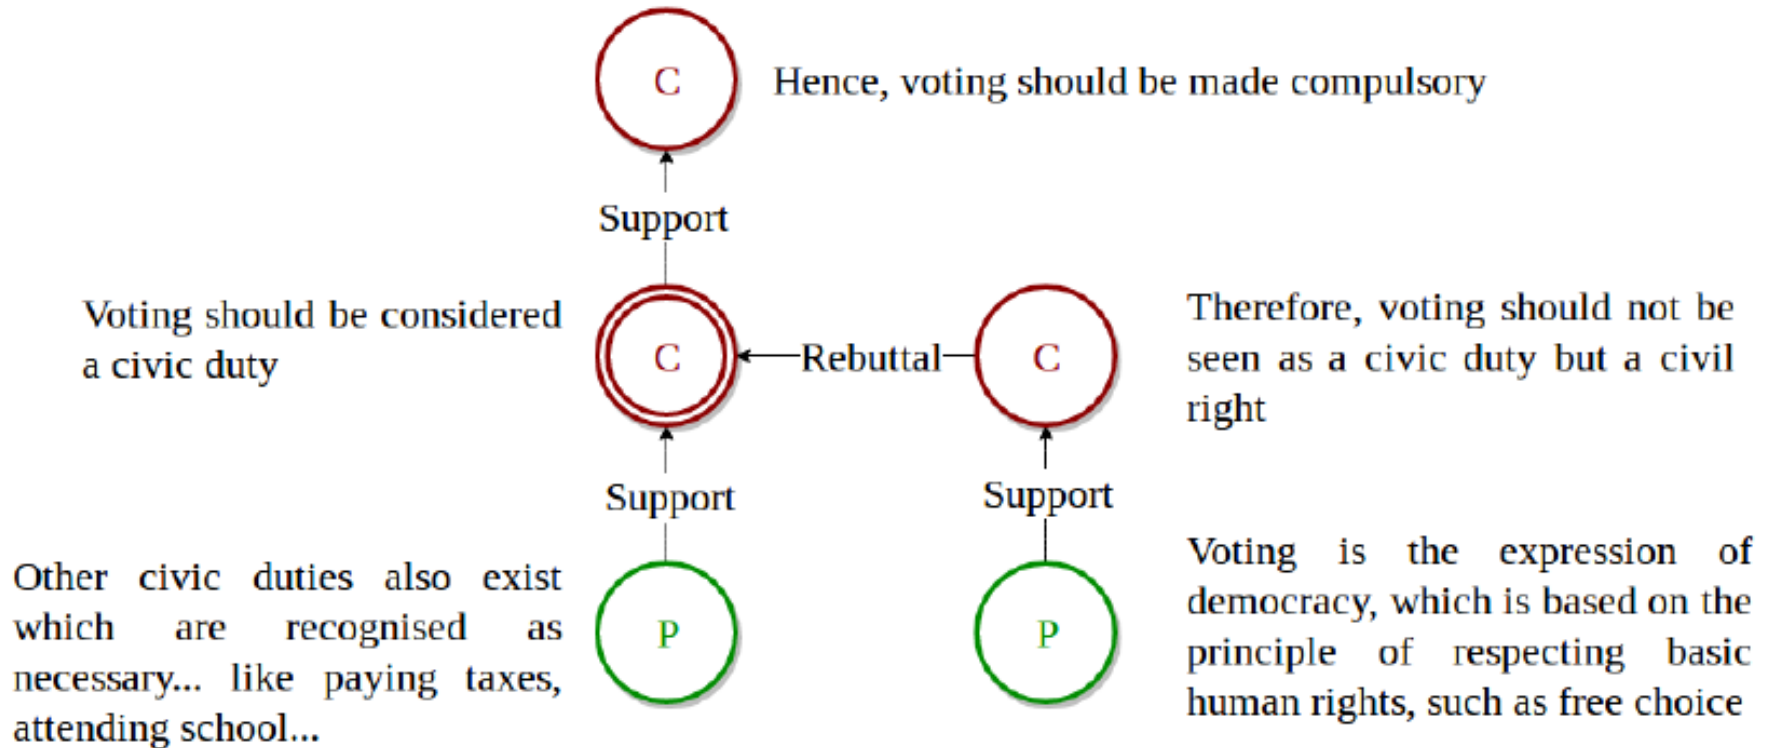 C
Hence, voting should be made compulsory
Support
Voting should be considered
a civic duty
C
Rebuttal
C
Therefore, voting should not be
seen as a civic duty but a civil
right
Support
Support
Other civic duties also exist
which are recognised as
necessary... like paying taxes,
attending school...
P
P
Voting is the expression of
democracy, which is based on the
principle of respecting basic
human rights, such as free choice